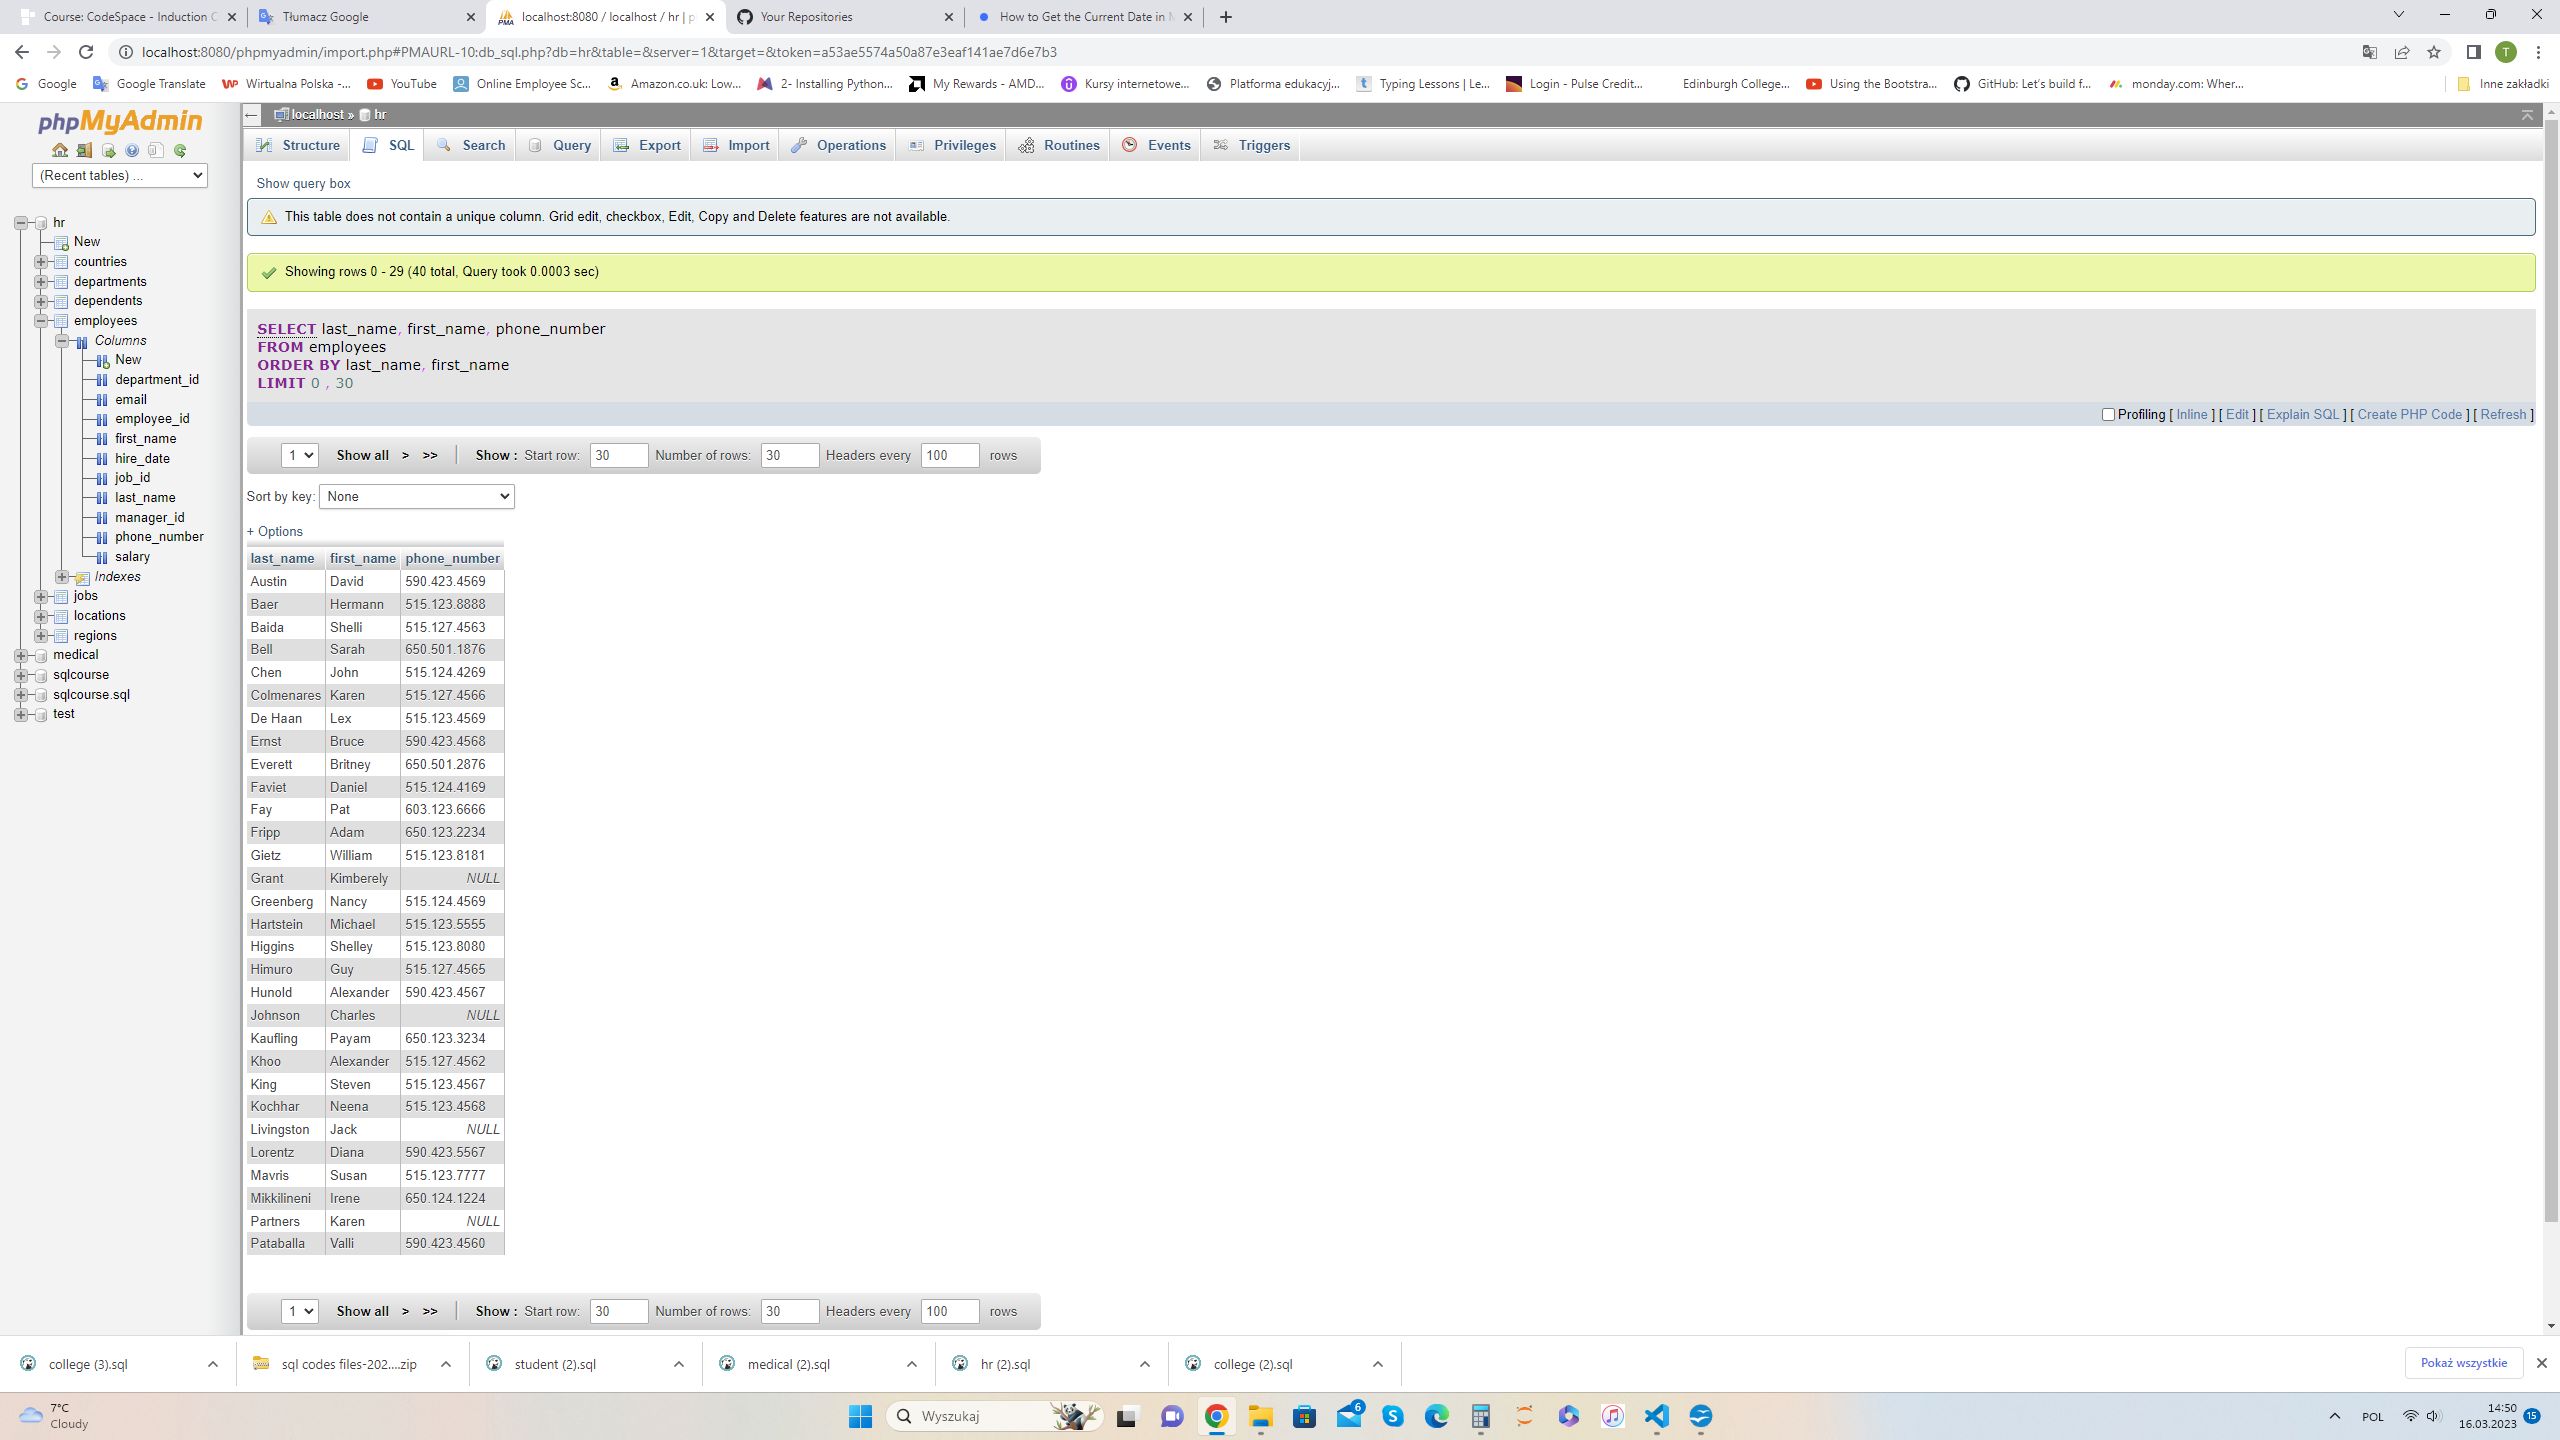 Course: CodeSpace - Induction C
Tłumacz Google
localhost:8080 / localhost / hr | p
Your Repositories
How to Get the Current Date in M
localhost:8080/phpmyadmin/import.php#PMAURL-10:db_sql.php?db=hr&table=&server=1&target=&token=a53ae5574a50a87e3eaf141ae7d6e7b3
T
Google
Google Translate
Wirtualna Polska -...
YouTube
Online Employee Sc...
Amazon.co.uk: Low...
2- Installing Python...
My Rewards - AMD...
Kursy internetowe...
Platforma edukacyj...
Typing Lessons | Le...
Login - Pulse Credit...
Edinburgh College...
Using the Bootstra...
GitHub: Let's build f...
monday.com: Wher...
Inne zakładki
phpMyAdmin
(Recent tables) ...
hr
New
countries
departments
dependents
employees
Columns
New
department_id
email
employee_id
first_name
hire_date
job_id
last_name
manager_id
phone_number
salary
Indexes
jobs
locations
regions
medical
sqlcourse
sqlcourse.sql
test
localhost » hr
Structure SQL Search Query Export Import Operations Privileges Routines Events Triggers
Show query box
This table does not contain a unique column. Grid edit, checkbox, Edit, Copy and Delete features are not available.
Showing rows 0 - 29 (40 total, Query took 0.0003 sec)
SELECT last_name, first_name, phone_number
FROM employees
ORDER BY last_name, first_name
LIMIT 0 , 30
Profiling [ Inline ] [ Edit ] [ Explain SQL ] [ Create PHP Code ] [ Refresh ]
1 Show all > >> Show : Start row: 30 Number of rows: 30 Headers every 100 rows
Sort by key: None
+ Options
last_name first_name phone_number
Austin David 590.423.4569
Baer Hermann 515.123.8888
Baida Shelli 515.127.4563
Bell Sarah 650.501.1876
Chen John 515.124.4269
Colmenares Karen 515.127.4566
De Haan Lex 515.123.4569
Ernst Bruce 590.423.4568
Everett Britney 650.501.2876
Faviet Daniel 515.124.4169
Fay Pat 603.123.6666
Fripp Adam 650.123.2234
Gietz William 515.123.8181
Grant Kimberely NULL
Greenberg Nancy 515.124.4569
Hartstein Michael 515.123.5555
Higgins Shelley 515.123.8080
Himuro Guy 515.127.4565
Hunold Alexander 590.423.4567
Johnson Charles NULL
Kaufling Payam 650.123.3234
Khoo Alexander 515.127.4562
King Steven 515.123.4567
Kochhar Neena 515.123.4568
Livingston Jack NULL
Lorentz Diana 590.423.5567
Mavris Susan 515.123.7777
Mikkilineni Irene 650.124.1224
Partners Karen NULL
Pataballa Valli 590.423.4560
1 Show all > >> Show : Start row: 30 Number of rows: 30 Headers every 100 rows
college (3).sql
sql codes files-202....zip
student (2).sql
medical (2).sql
hr (2).sql
college (2).sql
Pokaż wszystkie
7°C
Cloudy
Wyszukaj
6
POL
14:50
16.03.2023
15